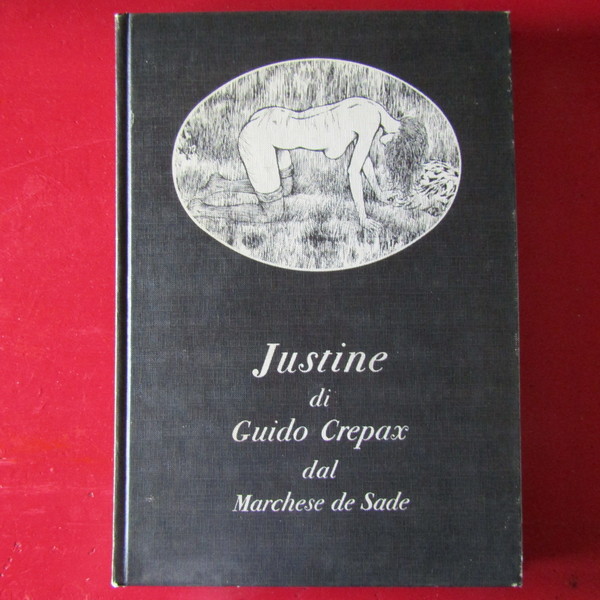 Justine
di
Guido Crepax
dal
Marchese de Sade